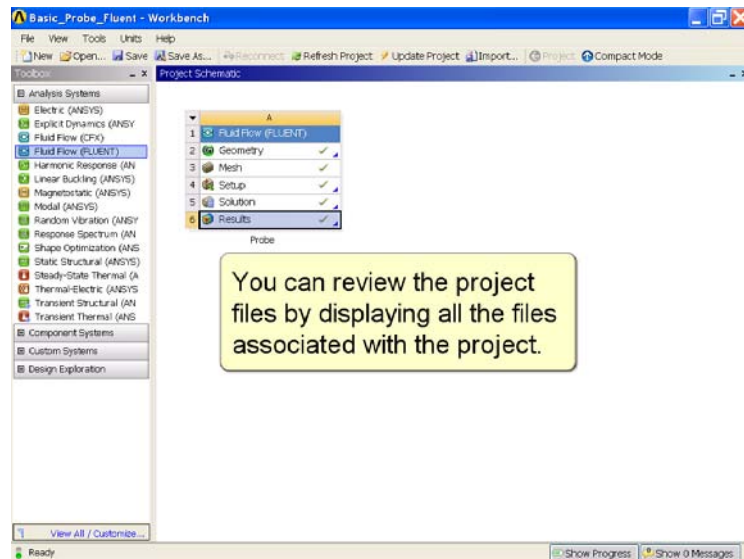 Basic_Probe_Fluent - Workbench
File View Tools Units Help
New Open... Save Save As... Reconnect Refresh Project Update Project Import... Project Compact Mode
Toolbox
Project Schematic
Analysis Systems
Electric (ANSYS)
Explicit Dynamics (ANSY
Fluid Flow (CFX)
Fluid Flow (FLUENT)
Harmonic Response (AN
Linear Buckling (ANSYS)
Magnetostatic (ANSYS)
Modal (ANSYS)
Random Vibration (ANSY
Response Spectrum (AN
Shape Optimization (ANS
Static Structural (ANSYS)
Steady-State Thermal (A
Thermal-Electric (ANSYS
Transient Structural (AN
Transient Thermal (ANS
Component Systems
Custom Systems
Design Exploration
A
1 Fluid Flow (FLUENT)
2 Geometry
3 Mesh
4 Setup
5 Solution
6 Results
Probe
You can review the project
files by displaying all the files
associated with the project.
View All / Customize...
Ready
Show Progress Show 0 Messages